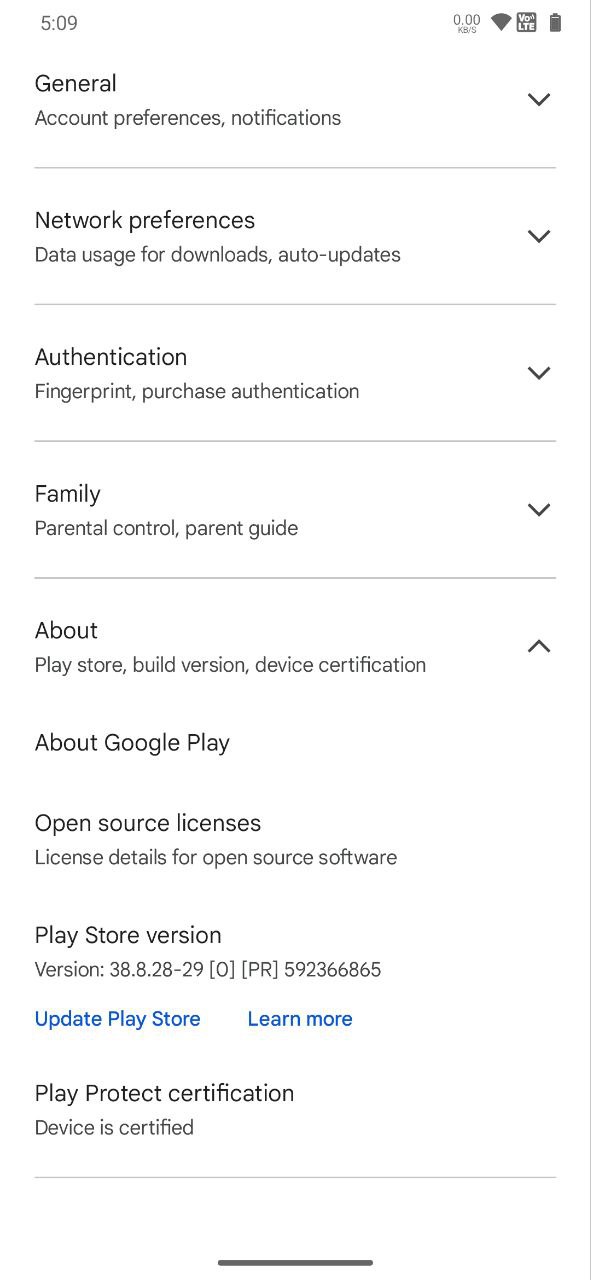 5:09
0.00
KB/S
Vo))
LTE
General
Account preferences, notifications
Network preferences
Data usage for downloads, auto-updates
Authentication
Fingerprint, purchase authentication
Family
Parental control, parent guide
About
Play store, build version, device certification
About Google Play
Open source licenses
License details for open source software
Play Store version
Version: 38.8.28-29 [0] [PR] 592366865
Update Play Store Learn more
Play Protect certification
Device is certified